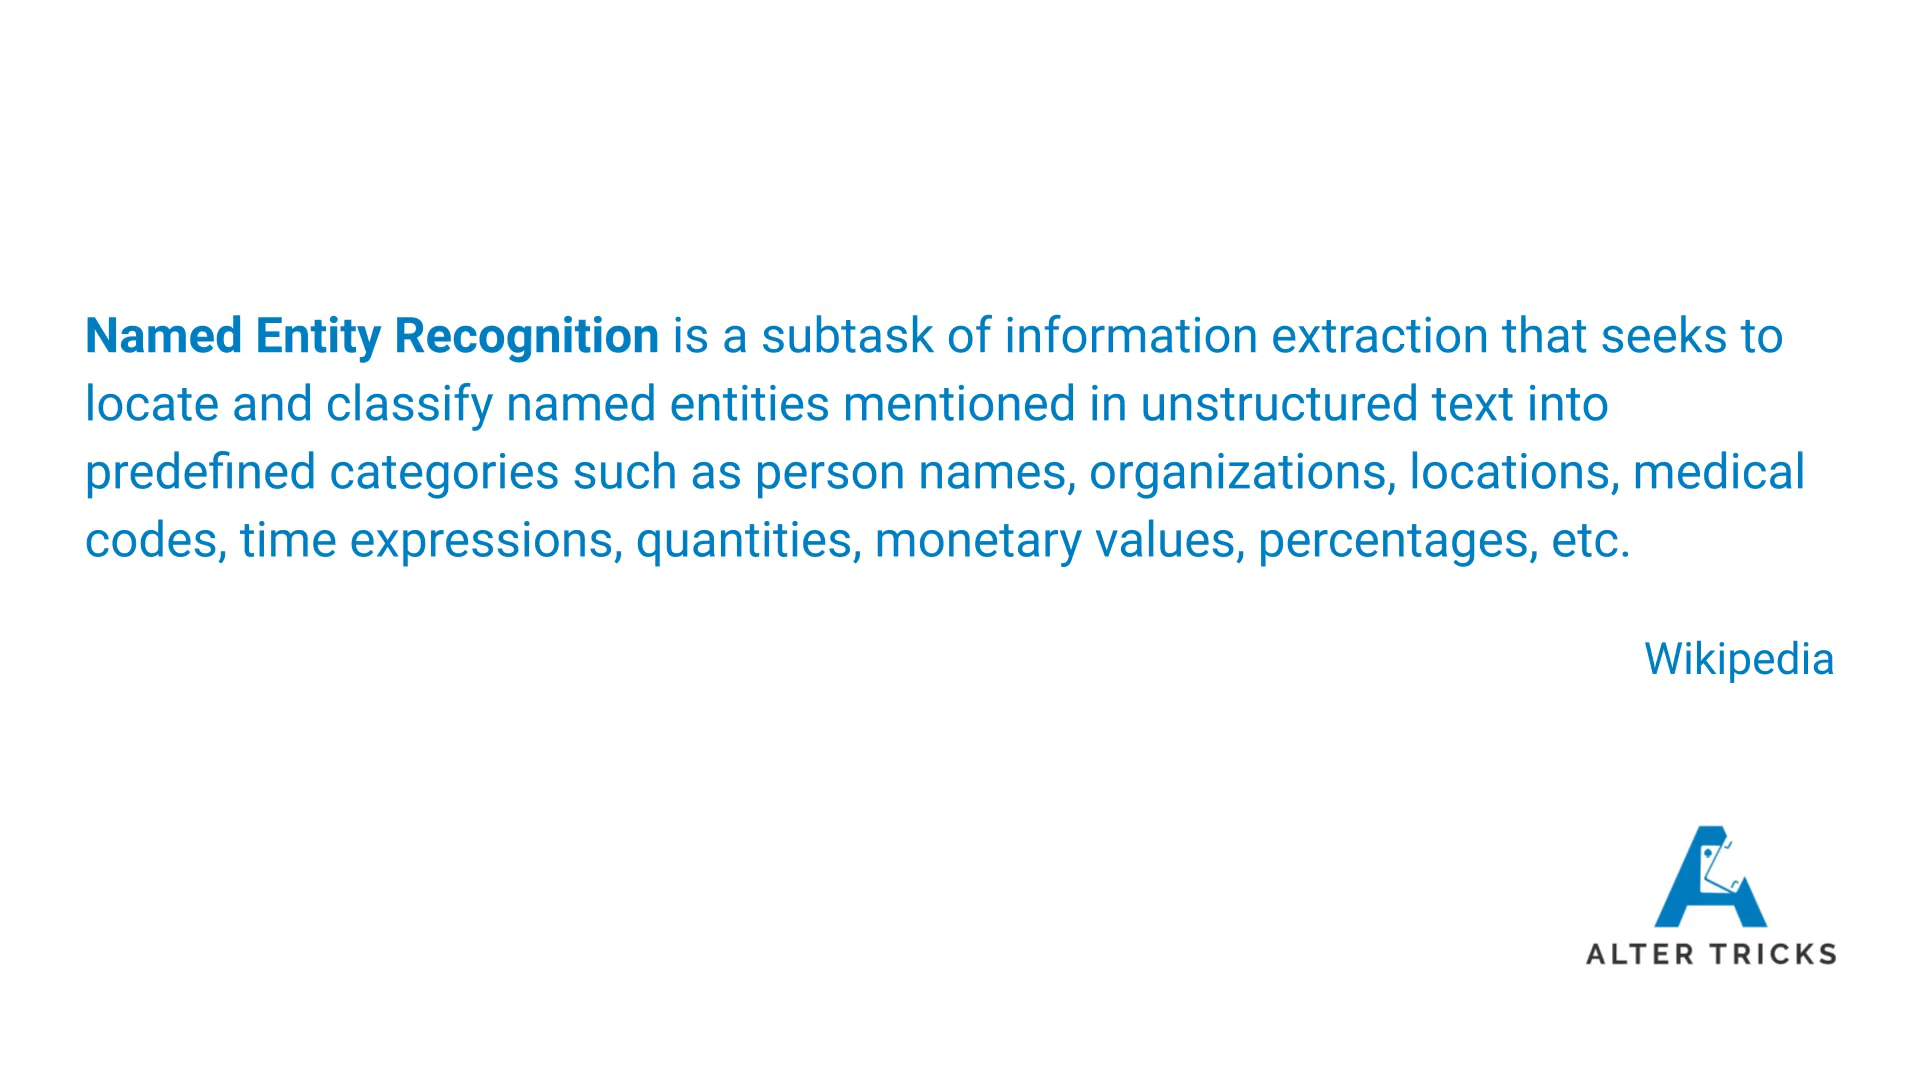 Named Entity Recognition is a subtask of information extraction that seeks to
locate and classify named entities mentioned in unstructured text into
predefined categories such as person names, organizations, locations, medical
codes, time expressions, quantities, monetary values, percentages, etc.
Wikipedia
ALTER TRICKS